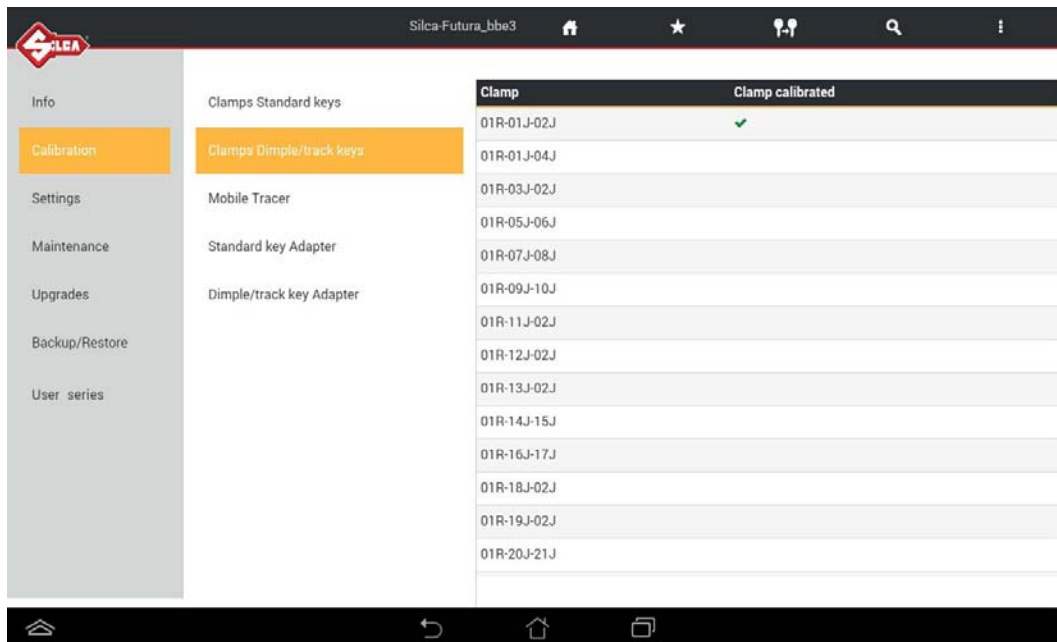 SILCA
Silca-Futura_bbe3
Info
Calibration
Settings
Maintenance
Upgrades
Backup/Restore
User series
Clamps Standard keys
Clamps Dimple/track keys
Mobile Tracer
Standard key Adapter
Dimple/track key Adapter
Clamp Clamp calibrated
01R-01J-02J
01R-01J-04J
01R-03J-02J
01R-05J-06J
01R-07J-08J
01R-09J-10J
01R-11J-02J
01R-12J-02J
01R-13J-02J
01R-14J-15J
01R-16J-17J
01R-18J-02J
01R-19J-02J
01R-20J-21J